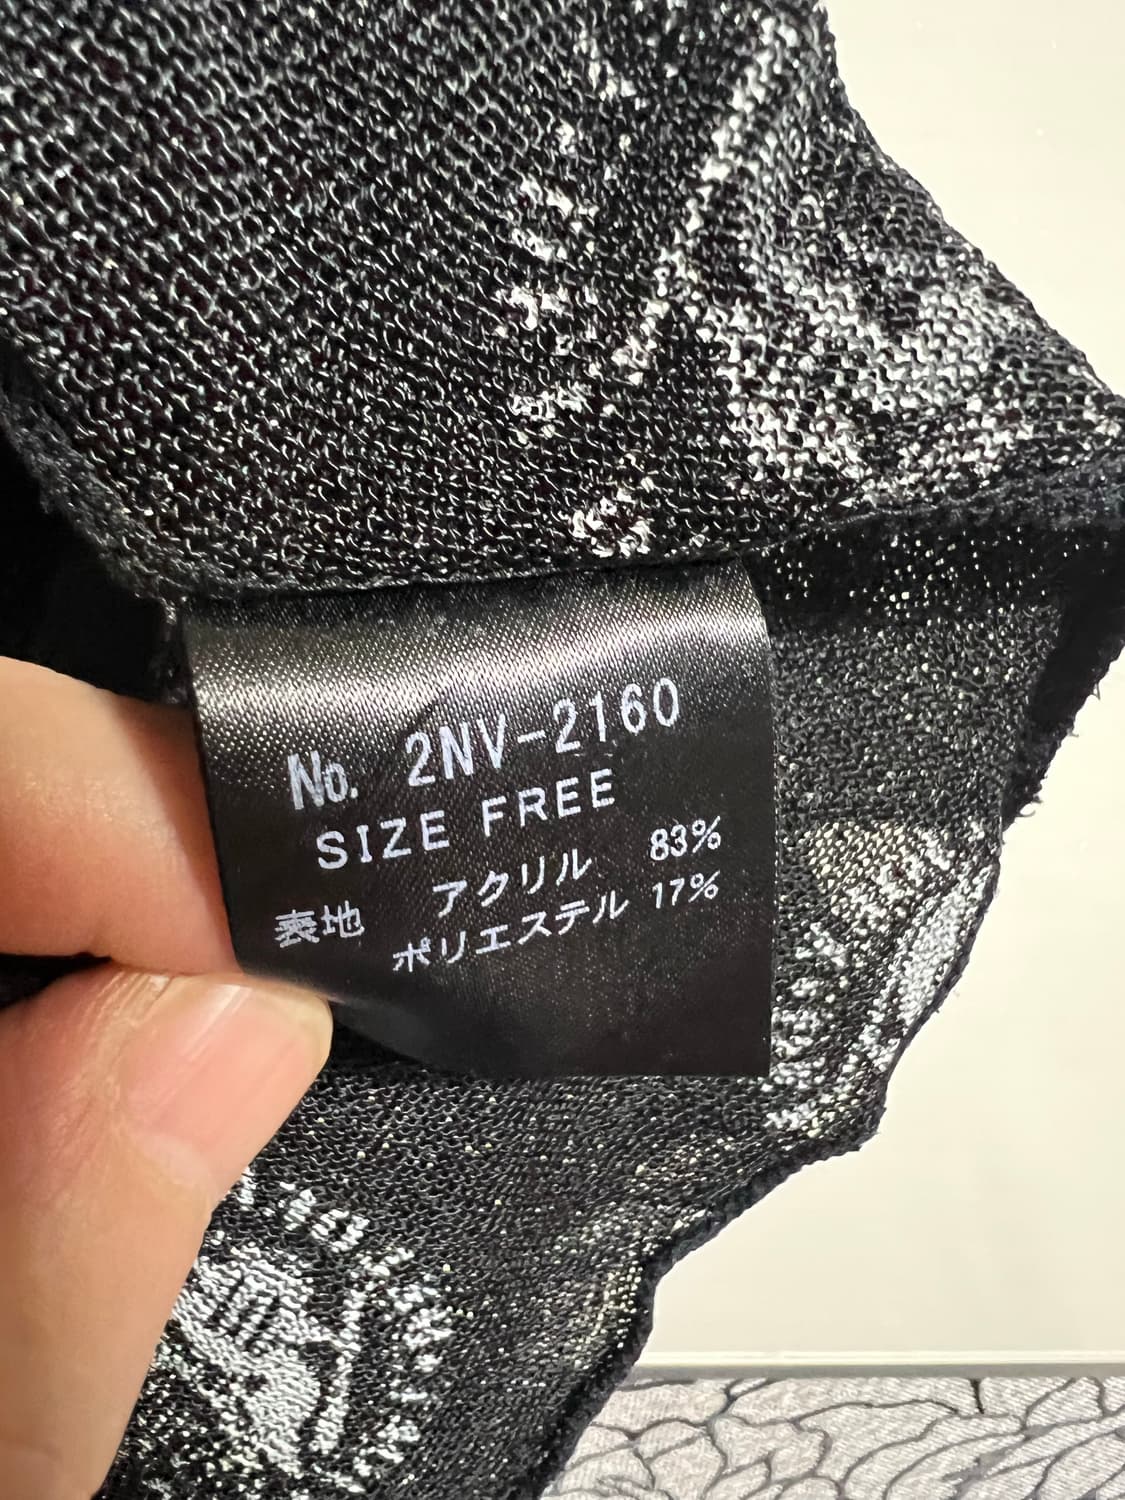 No. 2NV-2160
SIZE FREE
表地 アクリル 83%
ポリエステル 17%